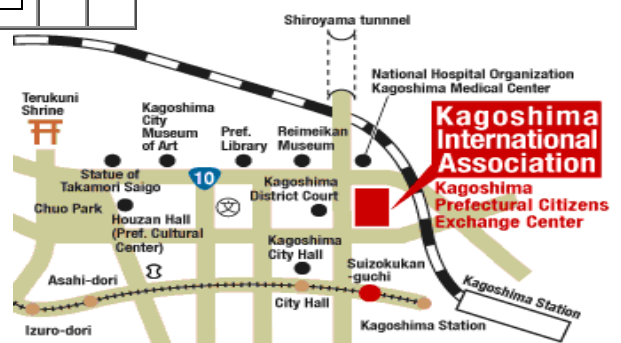 Shiroyama tunnnel
National Hospital Organization
Kagoshima Medical Center
Terukuni
Shrine
Kagoshima
City
Museum
of Art
Pref.
Library
Reimeikan
Museum
Kagoshima
International
Association
Kagoshima
Prefectural Citizens
Exchange Center
Statue of
Takamori Saigo
10
Kagoshima
District Court
Chuo Park
Houzan Hall
(Pref. Cultural
Center)
文
Kagoshima
City Hall
Suizokukan
-guchi
Asahi-dori
City Hall
Kagoshima Station
Izuro-dori
Kagoshima Station